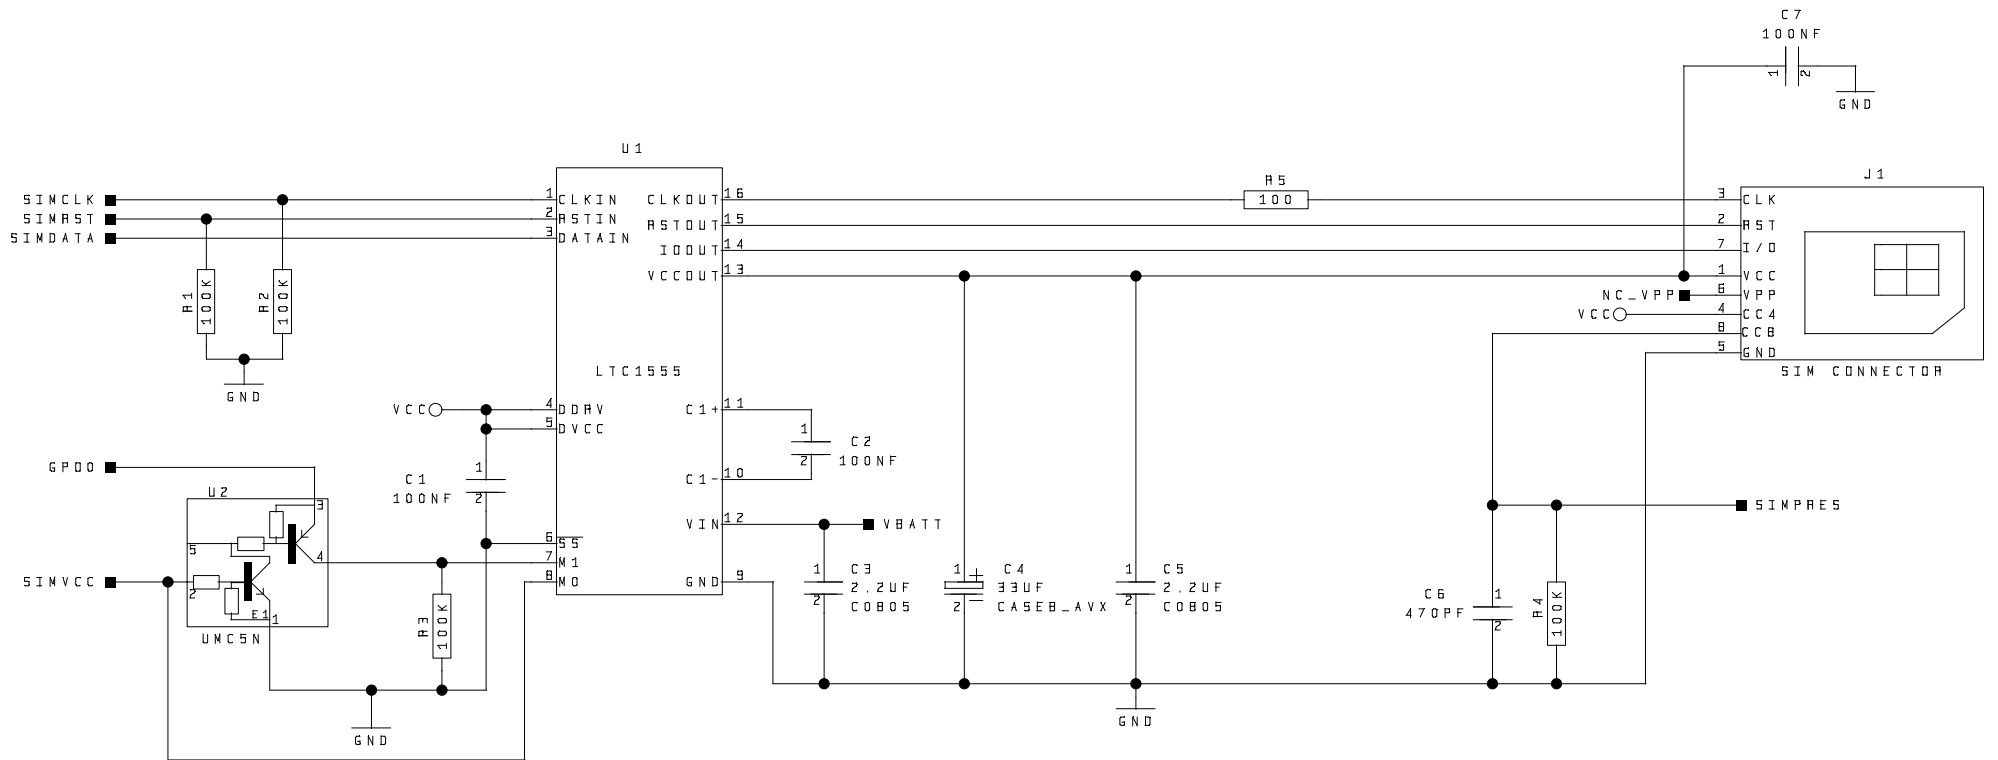 C7
100NF
1 2
GND
U1
SIMCLK 1 CLKIN CLKOUT 16 R5 100 3 CLK J1
SIMRST 2 RSTIN RSTOUT 15 2 RST
SIMDATA 3 DATAIN IOOUT 14 7 I/O
VCCOUT 13 1 VCC
NC_VPP 6 VPP
VCC 4 CC4
8 CC8
5 GND
SIM CONNECTOR
R1 100K R2 100K
GND
LTC1555
VCC 4 DDRV C1+ 11
5 DVCC
1 C2
2 100NF
GPOO
C1 1
100NF 2
C1- 10
U2
3
5
4
2
E1 1
UMC5N
VIN 12 VBATT
6 SS
7 M1
SIMVCC 8 M0 GND 9
R3 100K
GND
1 C3
2.2UF
2 C0805
1 + C4
33UF
2 - CASEB_AVX
1 C5
2.2UF
2 C0805
SIMPRES
C6 1
470PF 2
R4 100K
GND